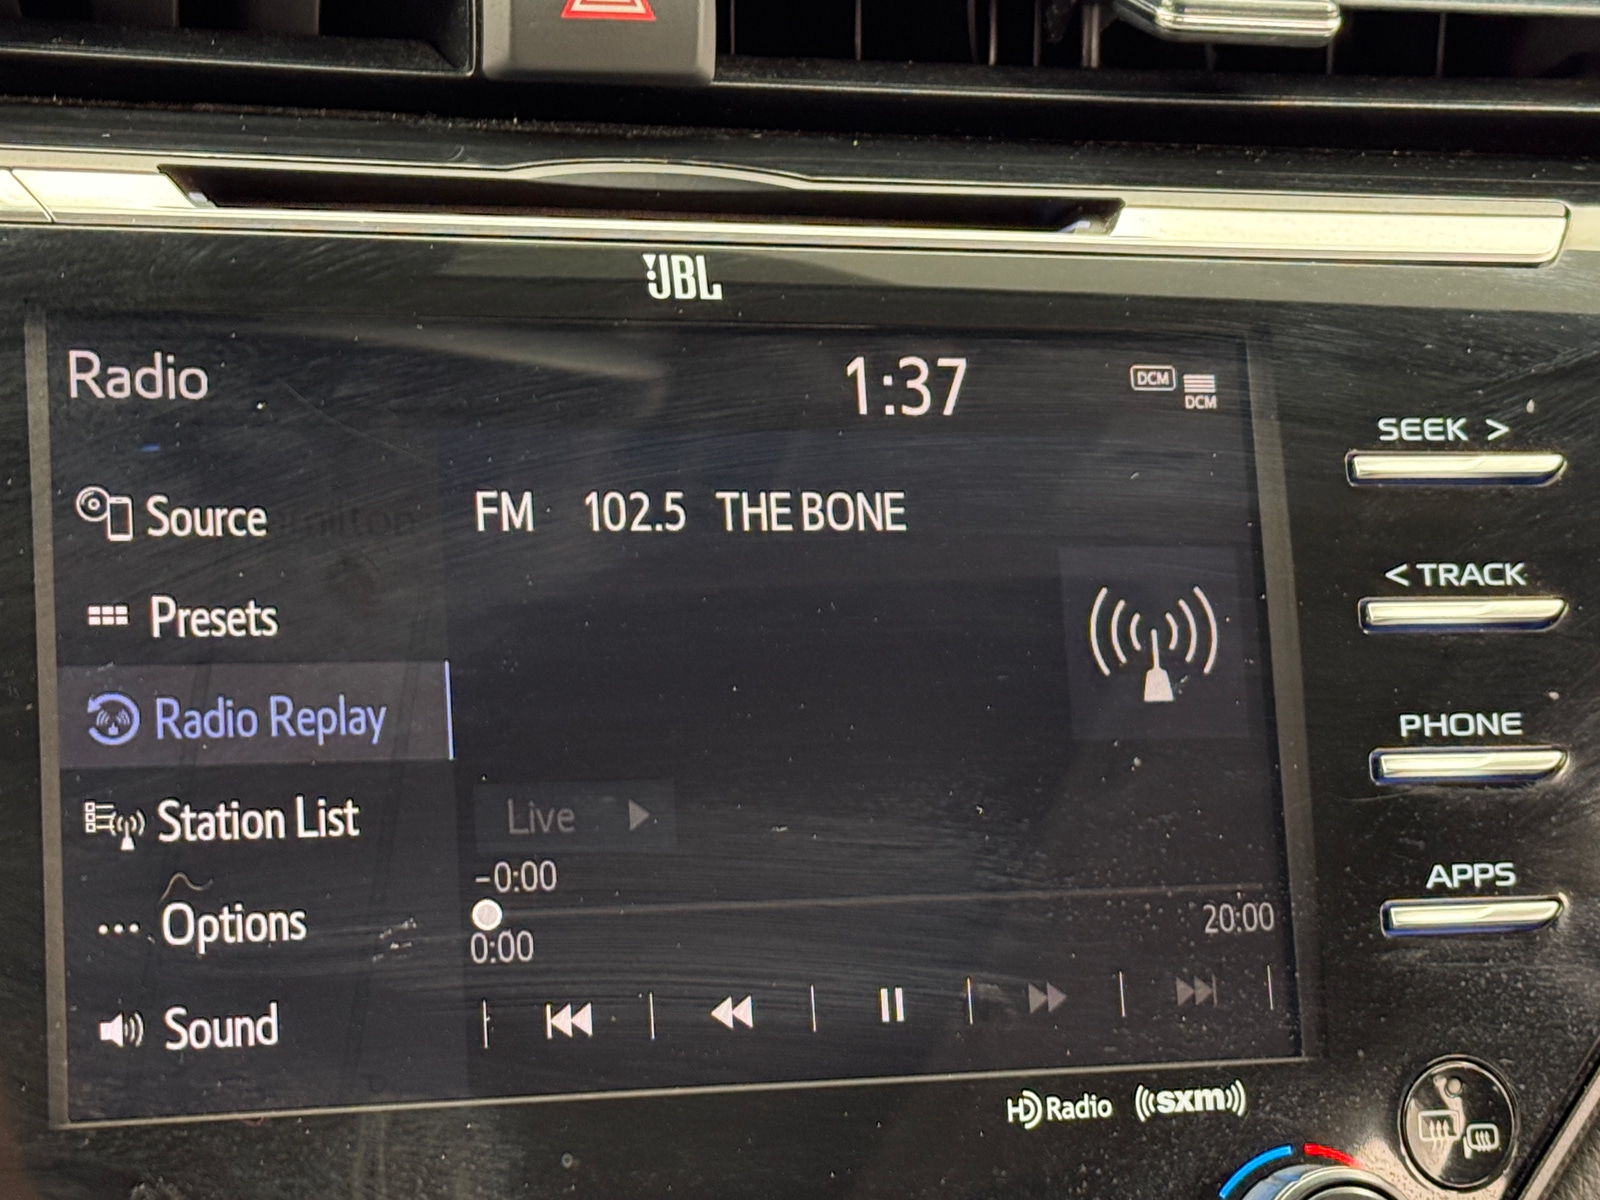 JBL
Radio
1:37
DCM
DCM
SEEK >
Source
FM 102.5 THE BONE
< TRACK
Presets
Radio Replay
PHONE
Station List
Live
-0:00
APPS
Options
0:00
20:00
Sound
HD Radio
((sxm))